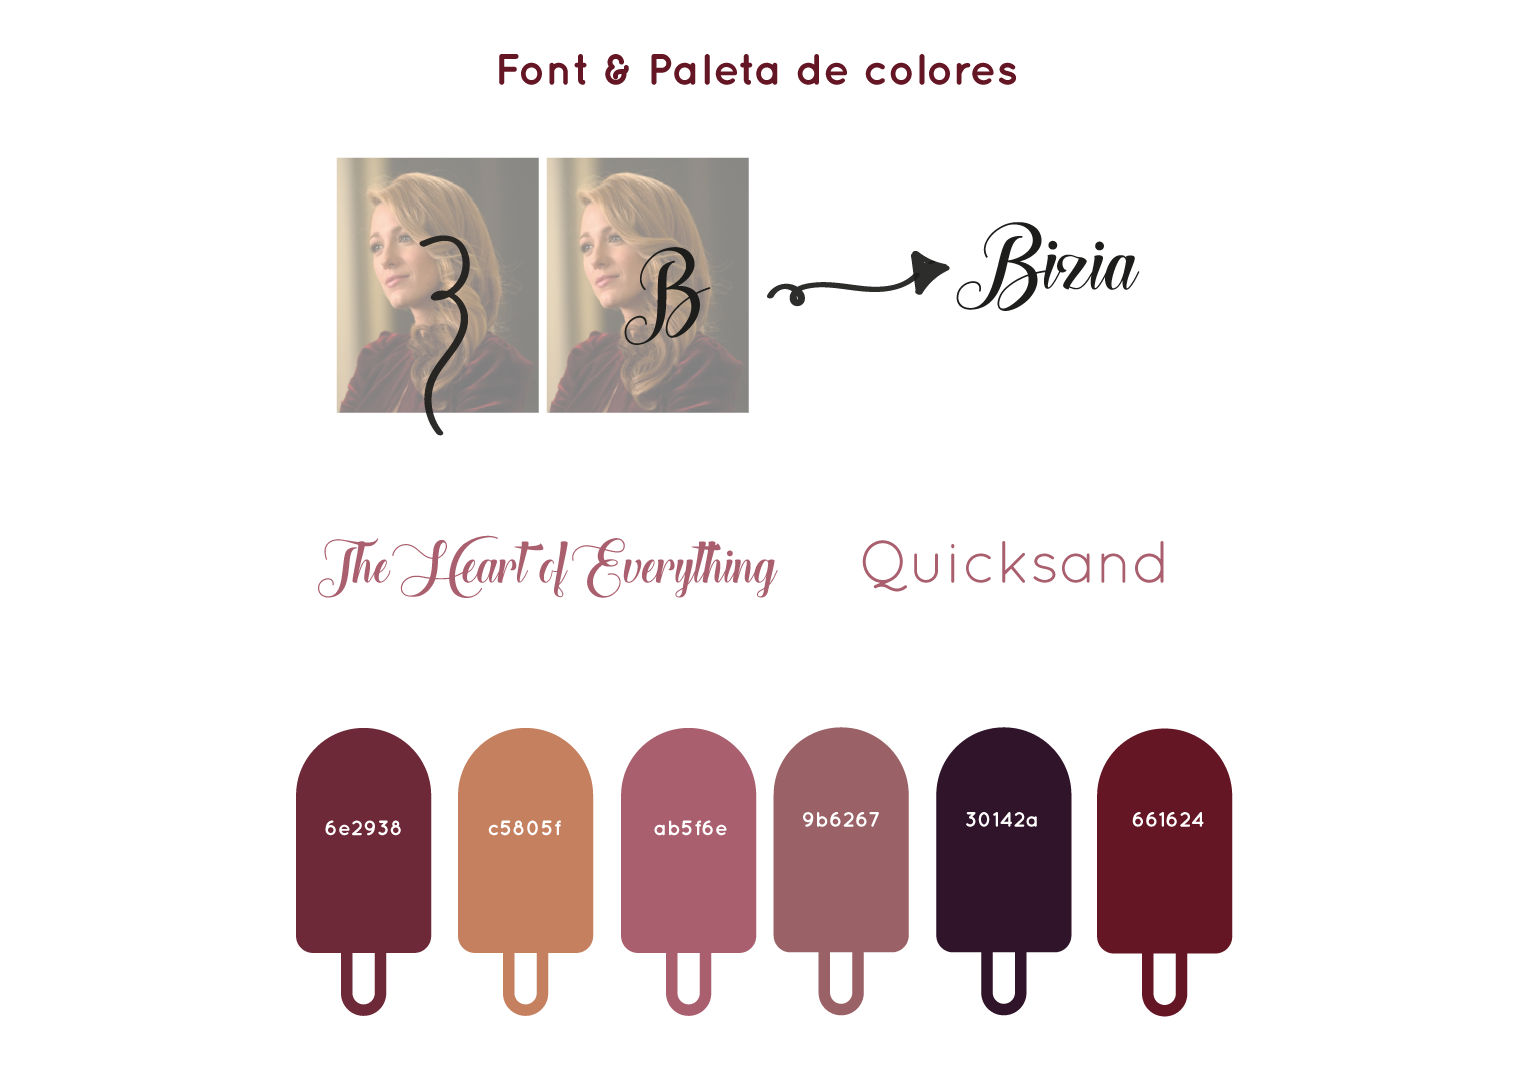 Font & Paleta de colores
B
Bizia
The Heart of Everything
Quicksand
6e2938
c5805f
ab5f6e
9b6267
30142a
661624